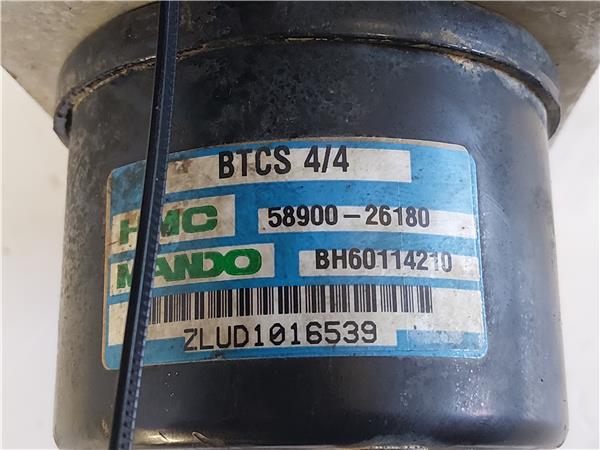 BTCS 4/4
HMC 58900-26180
MANDO BH60114210
ZLUD1016539